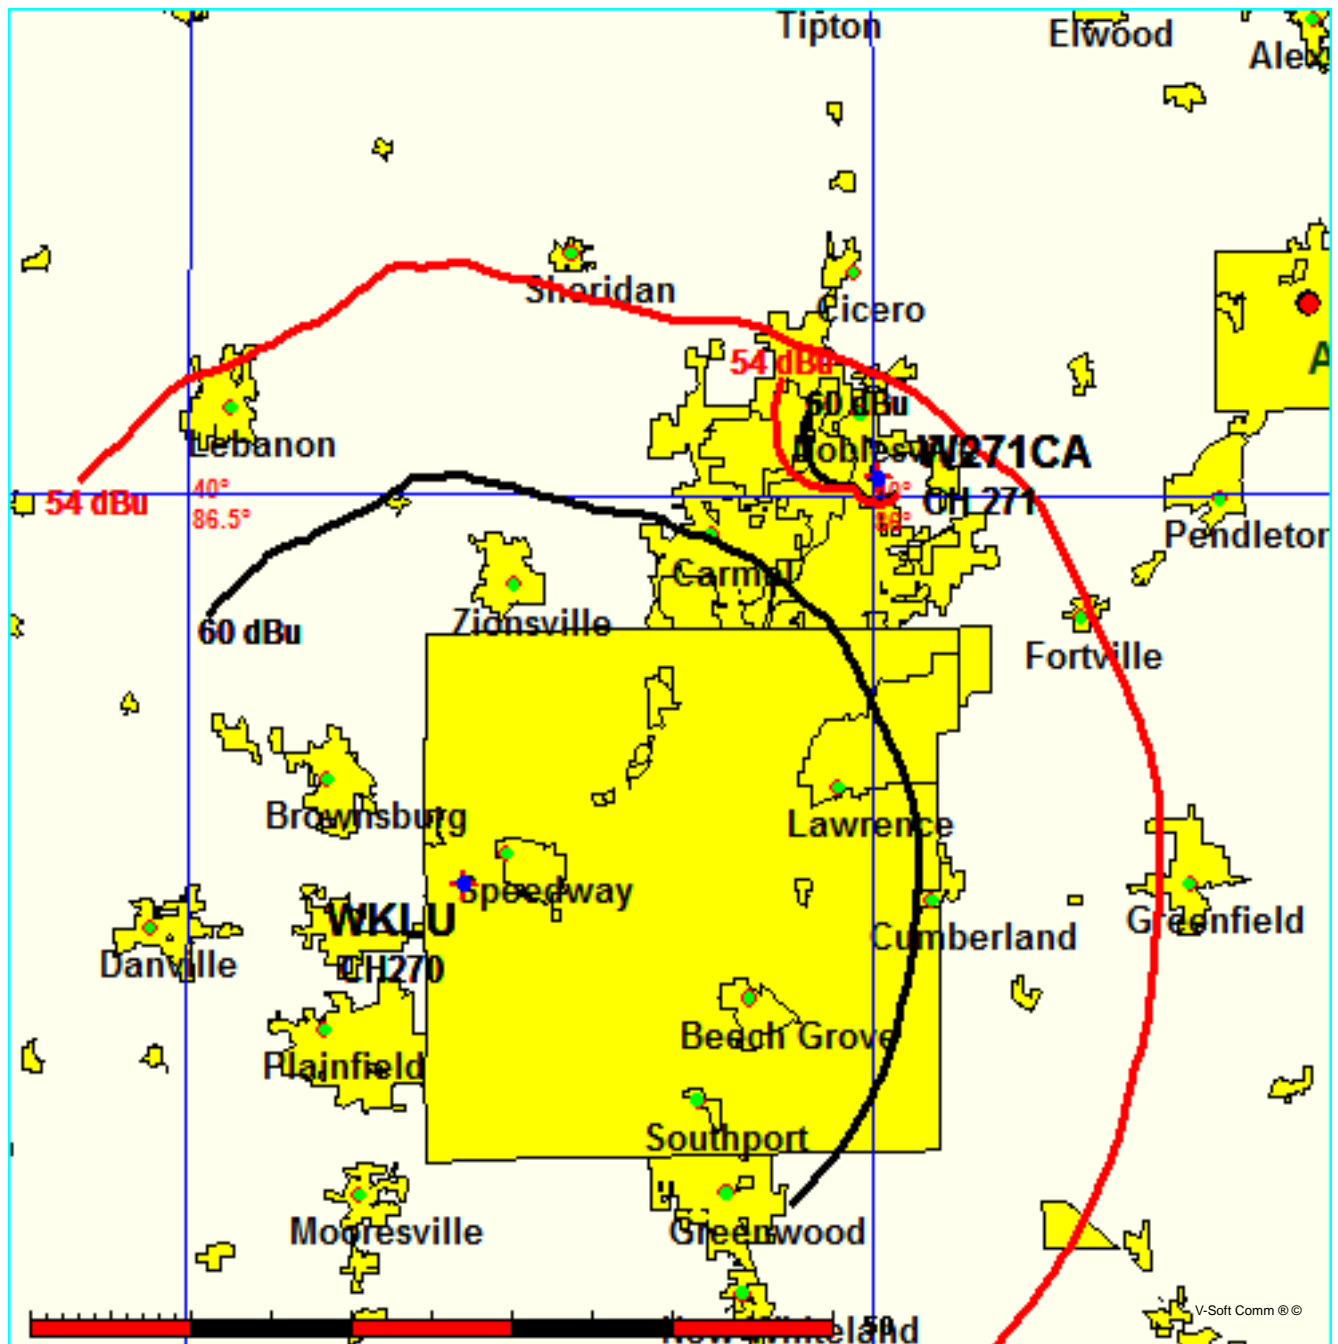 Tipton
Elwood
Sheridan
Cicero
54 dBu
60 dBu
Lebanon
W271CA
54 dBu
40°
86.5°
CH 271
Pendleton
Carmel
Zionsville
60 dBu
Fortville
Brownsburg
Lawrence
Speedway
WKLU
Greenfield
Cumberland
Danville
CH270
Beech Grove
Plainfield
Southport
Mooresville
Greenwood
V-Soft Comm ® ©